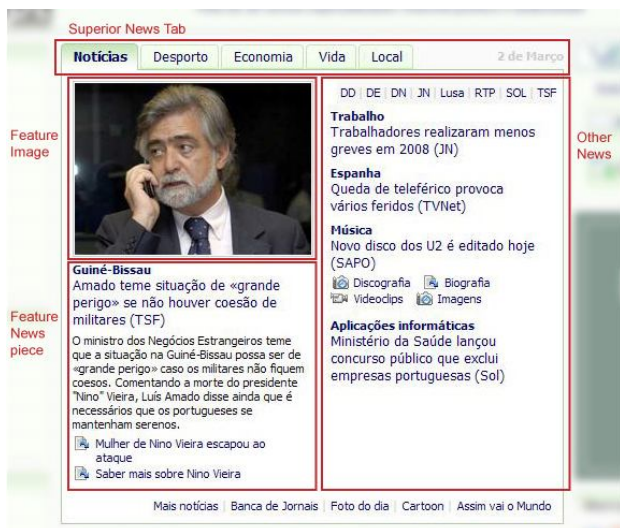 Superior News Tab
Notícias Desporto Economia Vida Local 2 de Março
Feature
Image
DD | DE | DN | JN | Lusa | RTP | SOL | TSF
Trabalho
Trabalhadores realizaram menos
greves em 2008 (JN)
Espanha
Queda de teleférico provoca
vários feridos (TVNet)
Música
Novo disco dos U2 é editado hoje
(SAPO)
Discografia Biografia
Videoclips Imagens
Aplicações informáticas
Ministério da Saúde lançou
concurso público que exclui
empresas portuguesas (Sol)
Other
News
Feature
News
piece
Guiné-Bissau
Amado teme situação de «grande
perigo» se não houver coesão de
militares (TSF)
O ministro dos Negócios Estrangeiros teme
que a situação na Guiné-Bissau possa ser de
«grande perigo» caso os militares não fiquem
coesos. Comentando a morte do presidente
"Nino" Vieira, Luís Amado disse ainda que é
necessários que os portugueses se
mantenham serenos.
Mulher de Nino Vieira escapou ao
ataque
Saber mais sobre Nino Vieira
Mais notícias | Banca de Jornais | Foto do dia | Cartoon | Assim vai o Mundo